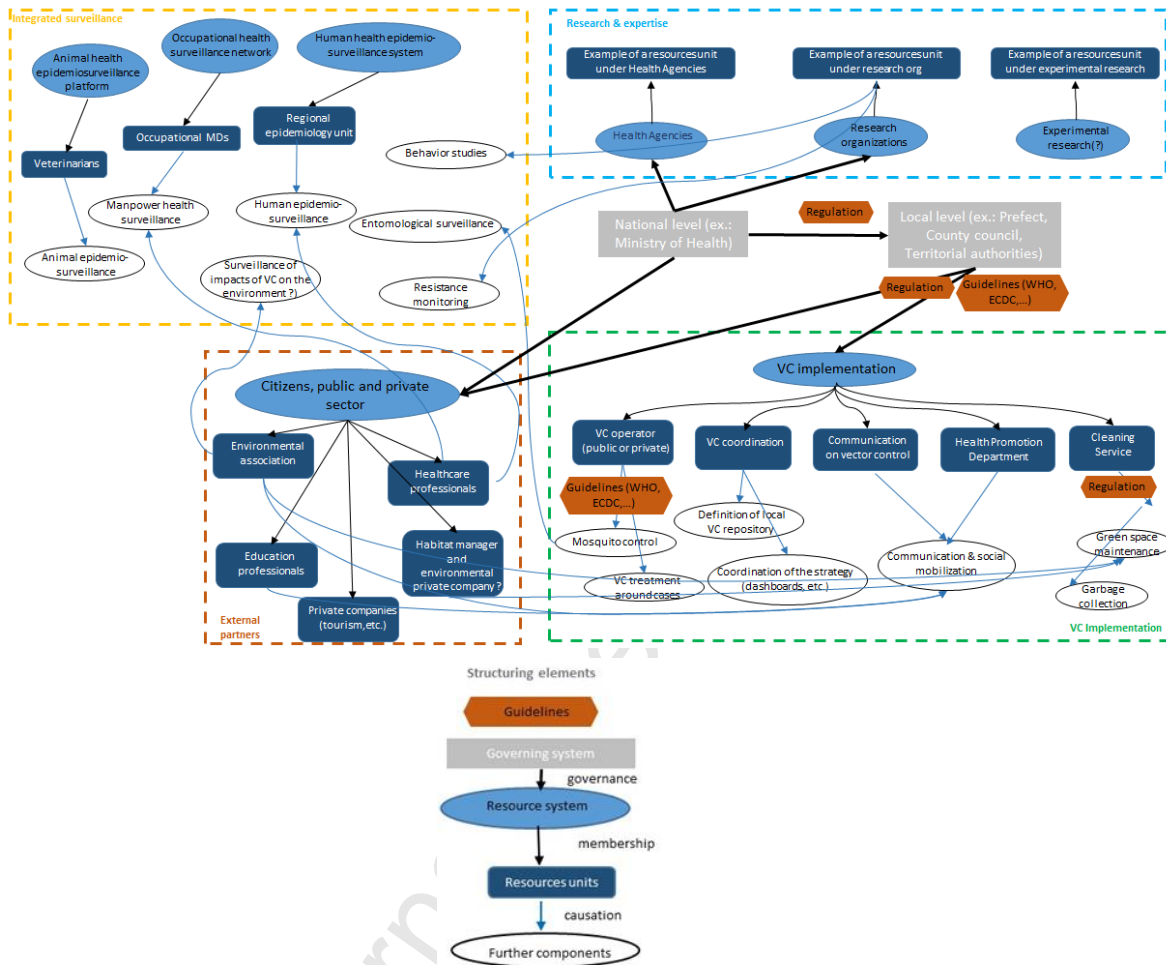 Integrated surveillance
Animal health
epidemiosurveillance
platform
Occupational health
surveillance network
Human health epidemio-
surveillance system
Veterinarians
Occupational MDs
Regional
epidemiology unit
Behavior studies
Manpower health
surveillance
Human epidemio-
surveillance
Entomological surveillance
Animal epidemio-
surveillance
Surveillance of
impacts of VC on the
environment ?)
Resistance
monitoring
Research & expertise
Example of a resources unit
under Health Agencies
Example of a resources unit
under research org
Example of a resources unit
under experimental research
Health Agencies
Research
organizations
Experimental
research(?)
National level (ex.:
Ministry of Health)
Regulation
Local level (ex.: Prefect,
County council,
Territorial authorities)
Regulation
Guidelines (WHO,
ECDC,...)
Citizens, public and private
sector
Environmental
association
Healthcare
professionals
Education
professionals
Habitat manager
and
environmental
private company ?
Private companies
(tourism,etc.)
External
partners
VC implementation
VC operator
(public or private)
VC coordination
Communication
on vector control
Health Promotion
Department
Cleaning
Service
Guidelines (WHO,
ECDC,...)
Regulation
Definition of local
VC repository
Mosquito control
VC treatment
around cases
Coordination of the strategy
(dashboards, etc.)
Communication & social
mobilization
Green space
maintenance
Garbage
collection
VC Implementation
Structuring elements
Guidelines
Governing system
governance
Resource system
membership
Resources units
causation
Further components